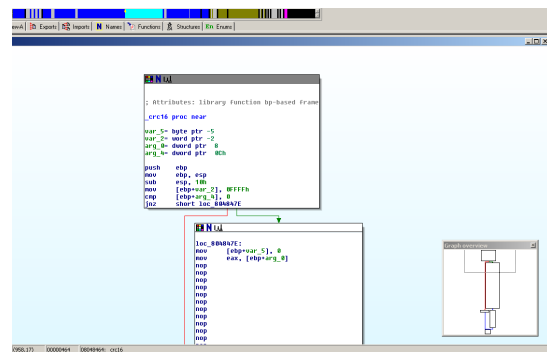 Exports Imports N Names Functions Structures En Enums
N
; Attributes: library function bp-based frame
_crc16 proc near
var_5= byte ptr -5
var_2= word ptr -2
arg_0= dword ptr  8
arg_4= dword ptr  0Ch
push ebp
mov ebp, esp
sub esp, 10h
mov [ebp+var_2], 0FFFFh
cmp [ebp+arg_4], 0
jnz short loc_804847E
N
loc_804847E:
mov [ebp+var_5], 0
mov eax, [ebp+arg_0]
nop
nop
nop
nop
nop
nop
nop
nop
nop
nop
Graph overview
(958,17) 00000464 08048464: crc16